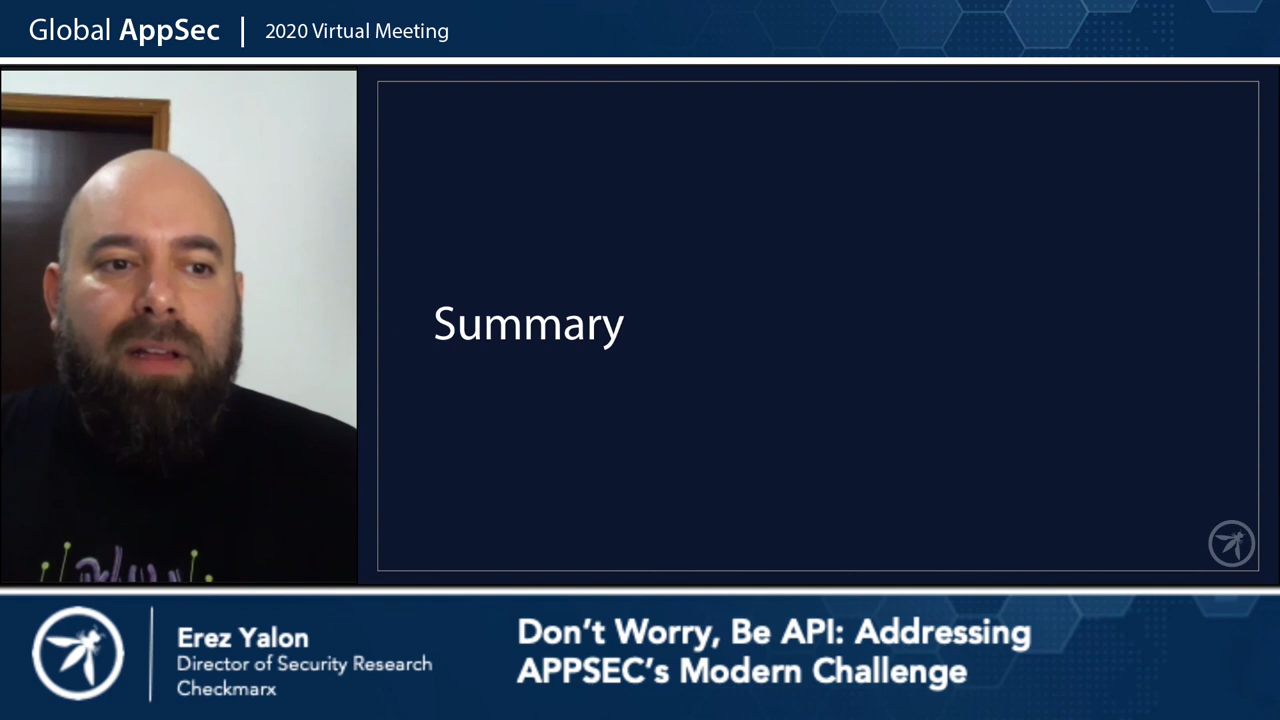 Global AppSec | 2020 Virtual Meeting
Summary
Erez Yalon
Director of Security Research
Checkmarx
Don't Worry, Be API: Addressing
APPSEC's Modern Challenge